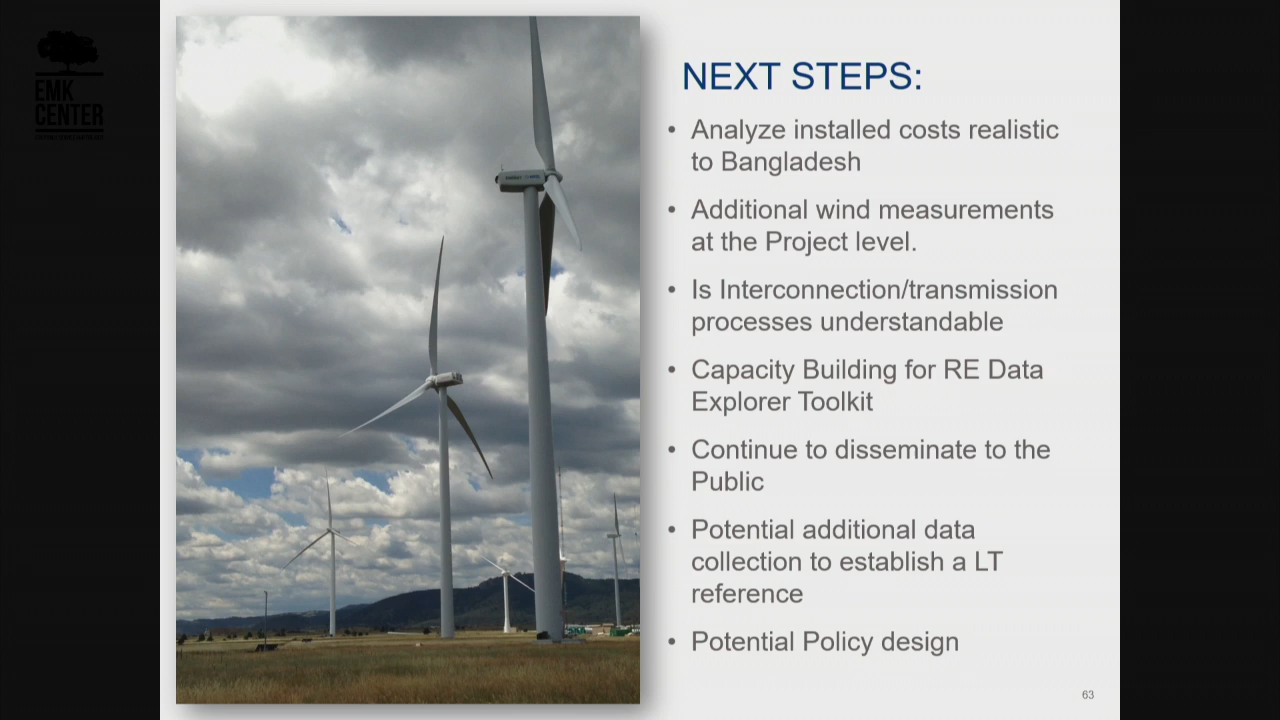 EMK
CENTER
NEXT STEPS:
• Analyze installed costs realistic
to Bangladesh
• Additional wind measurements
at the Project level.
• Is Interconnection/transmission
processes understandable
• Capacity Building for RE Data
Explorer Toolkit
• Continue to disseminate to the
Public
• Potential additional data
collection to establish a LT
reference
• Potential Policy design
63